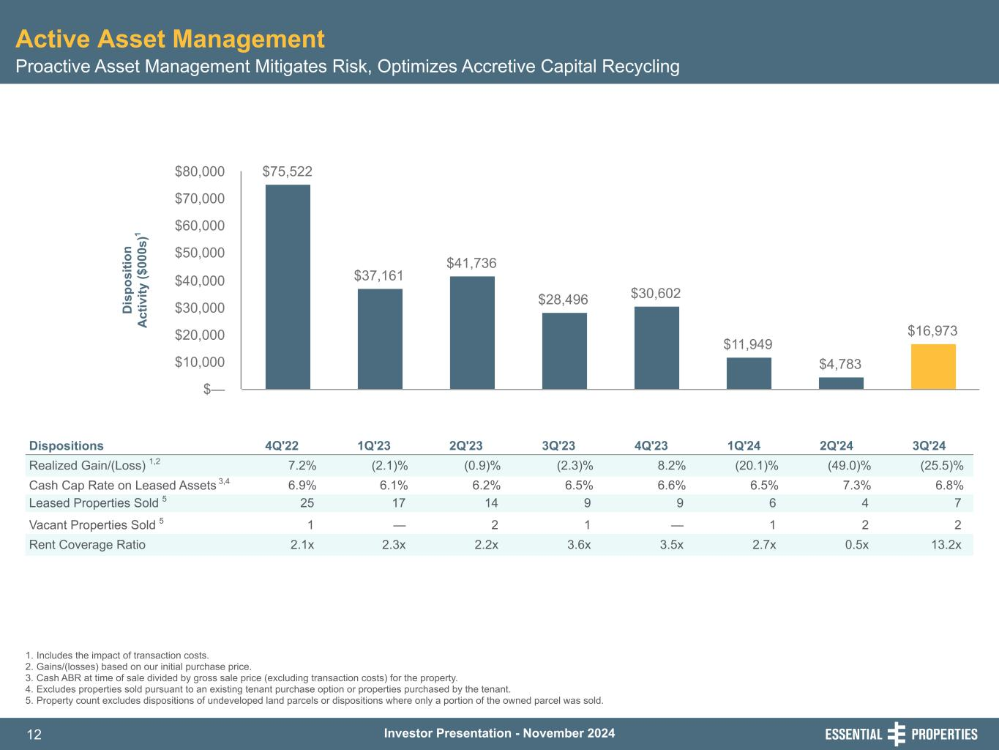 Active Asset Management
Proactive Asset Management Mitigates Risk, Optimizes Accretive Capital Recycling
Disposition
Activity ($000s)1
$80,000
$70,000
$60,000
$50,000
$40,000
$30,000
$20,000
$10,000
$—
$75,522
$37,161
$41,736
$28,496
$30,602
$11,949
$4,783
$16,973
Dispositions 4Q'22 1Q'23 2Q'23 3Q'23 4Q'23 1Q'24 2Q'24 3Q'24
Realized Gain/(Loss) 1,2 7.2% (2.1)% (0.9)% (2.3)% 8.2% (20.1)% (49.0)% (25.5)%
Cash Cap Rate on Leased Assets 3,4 6.9% 6.1% 6.2% 6.5% 6.6% 6.5% 7.3% 6.8%
Leased Properties Sold 5 25 17 14 9 9 6 4 7
Vacant Properties Sold 5 1 — 2 1 — 1 2 2
Rent Coverage Ratio 2.1x 2.3x 2.2x 3.6x 3.5x 2.7x 0.5x 13.2x
1. Includes the impact of transaction costs.
2. Gains/(losses) based on our initial purchase price.
3. Cash ABR at time of sale divided by gross sale price (excluding transaction costs) for the property.
4. Excludes properties sold pursuant to an existing tenant purchase option or properties purchased by the tenant.
5. Property count excludes dispositions of undeveloped land parcels or dispositions where only a portion of the owned parcel was sold.
12
Investor Presentation - November 2024
ESSENTIAL PROPERTIES